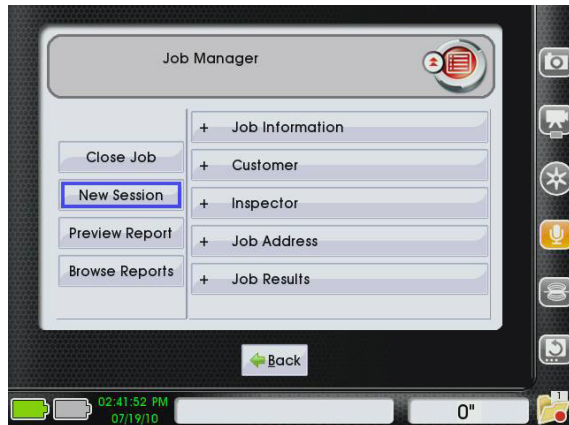 Job Manager
+ Job Information
Close Job
+ Customer
New Session
+ Inspector
Preview Report
+ Job Address
Browse Reports
+ Job Results
Back
02:41:52 PM
07/19/10
0"
1